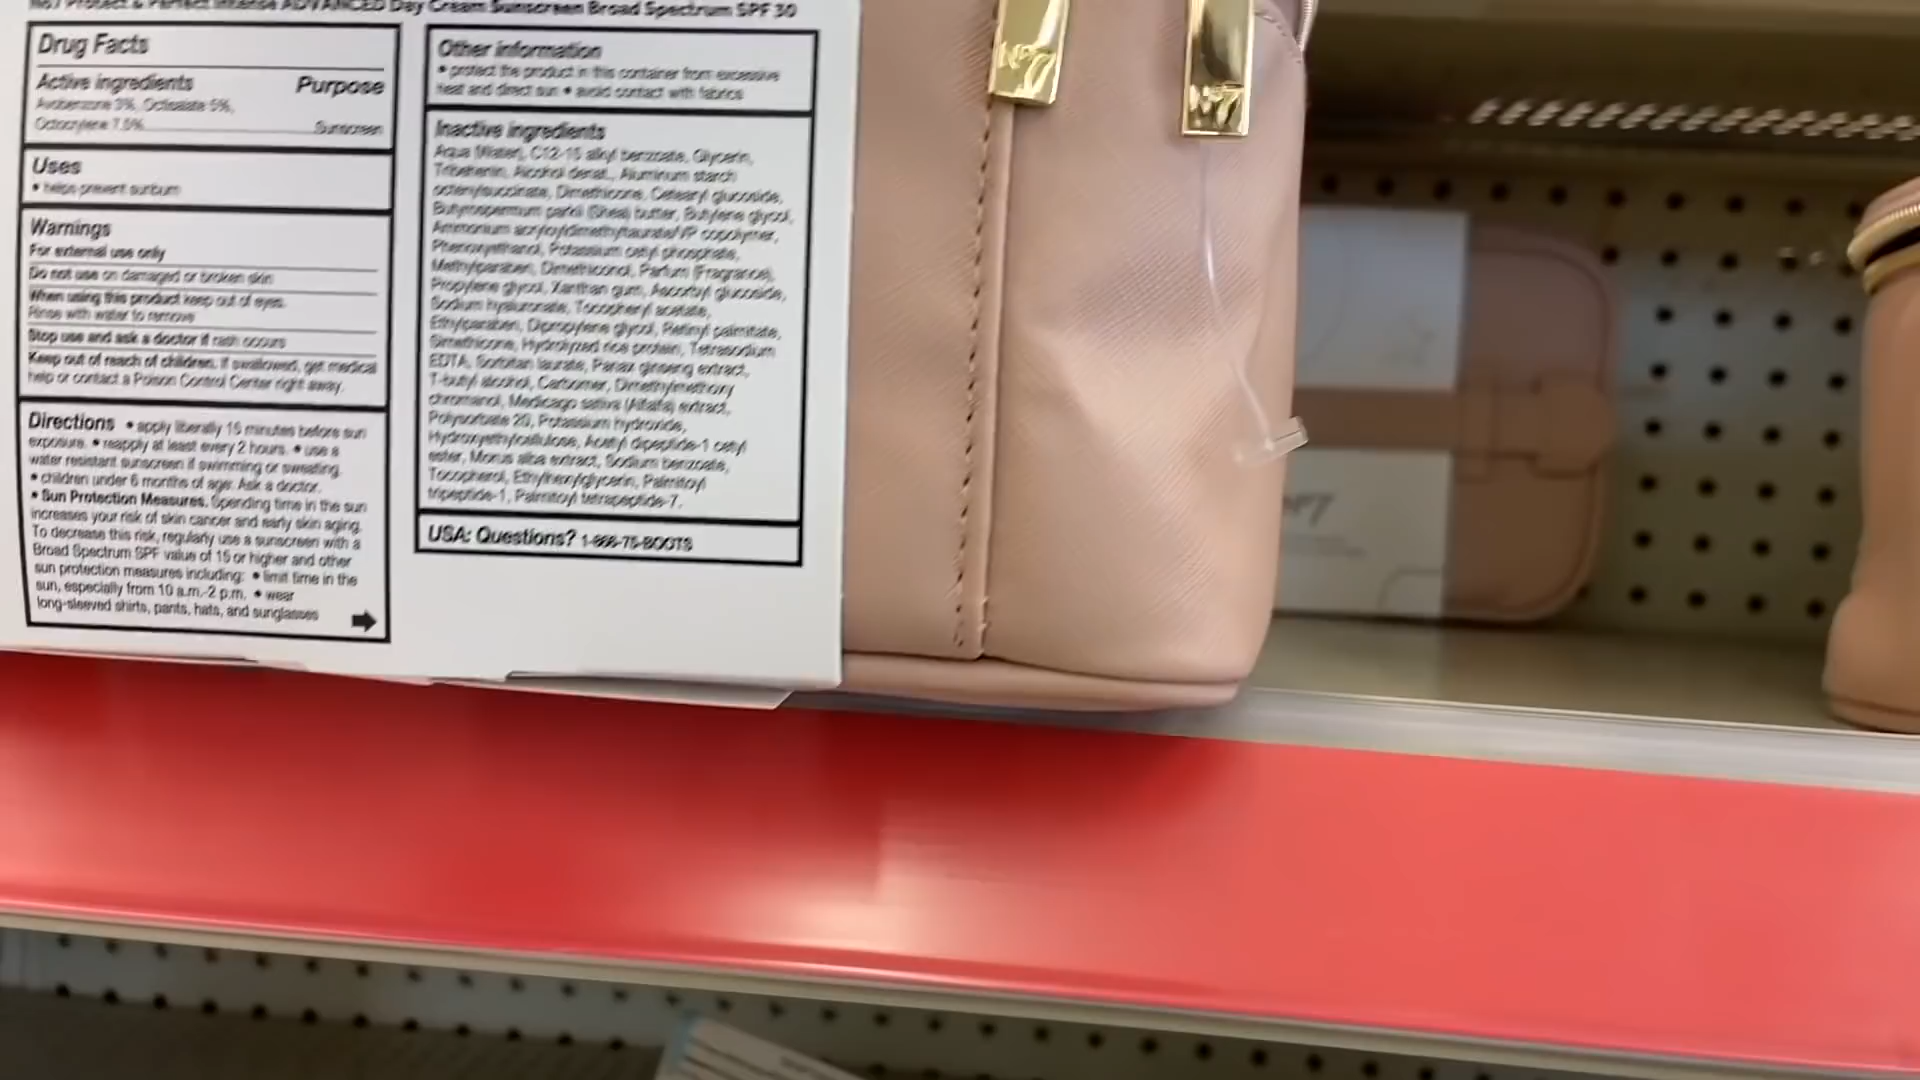 No7 Protect & Perfect Intense ADVANCED Day Cream Sunscreen Broad Spectrum SPF 30
Drug Facts
Active ingredients Purpose
Avobenzone 3%, Octisalate 5%,
Octocrylene 7.5% Sunscreen
Uses
• helps prevent sunburn
Warnings
For external use only
Do not use on damaged or broken skin
When using this product keep out of eyes.
Rinse with water to remove
Stop use and ask a doctor if rash occurs
Keep out of reach of children. If swallowed, get medical
help or contact a Poison Control Center right away.
Directions • apply liberally 15 minutes before sun
exposure. • reapply at least every 2 hours. • use a
water resistant sunscreen if swimming or sweating.
• children under 6 months of age: Ask a doctor.
• Sun Protection Measures. Spending time in the sun
increases your risk of skin cancer and early skin aging.
To decrease this risk, regularly use a sunscreen with a
Broad Spectrum SPF value of 15 or higher and other
sun protection measures including: • limit time in the
sun, especially from 10 a.m.-2 p.m. • wear
long-sleeved shirts, pants, hats, and sunglasses
Other information
• protect the product in this container from excessive
heat and direct sun • avoid contact with fabrics
Inactive ingredients
Aqua (Water), C12-15 alkyl benzoate, Glycerin,
Tribehenin, Alcohol denat., Aluminum starch
octenylsuccinate, Dimethicone, Cetearyl glucoside,
Butyrospermum parkii (Shea) butter, Butylene glycol,
Ammonium acryloyldimethyltaurate/VP copolymer,
Phenoxyethanol, Potassium cetyl phosphate,
Methylparaben, Dimethiconol, Parfum (Fragrance),
Propylene glycol, Xanthan gum, Ascorbyl glucoside,
Sodium hyaluronate, Tocopheryl acetate,
Ethylparaben, Dipropylene glycol, Retinyl palmitate,
Simethicone, Hydrolyzed rice protein, Tetrasodium
EDTA, Sorbitan laurate, Panax ginseng extract,
T-butyl alcohol, Carbomer, Dimethylmethoxy
chromanol, Medicago sativa (Alfalfa) extract,
Polysorbate 20, Potassium hydroxide,
Hydroxyethylcellulose, Acetyl dipeptide-1 cetyl
ester, Morus alba extract, Sodium benzoate,
Tocopherol, Ethylhexylglycerin, Palmitoyl
tripeptide-1, Palmitoyl tetrapeptide-7.
USA: Questions? 1-866-75-BOOTS
No7
No7
No7